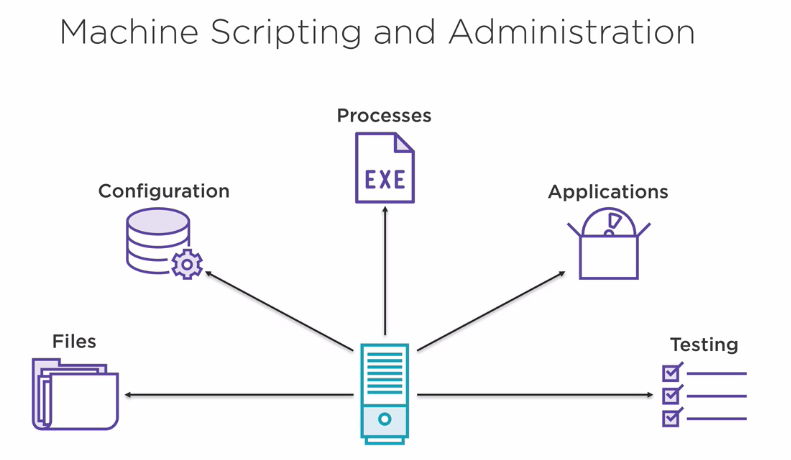 Machine Scripting and Administration
Processes
EXE
Configuration
Applications
Files
Testing